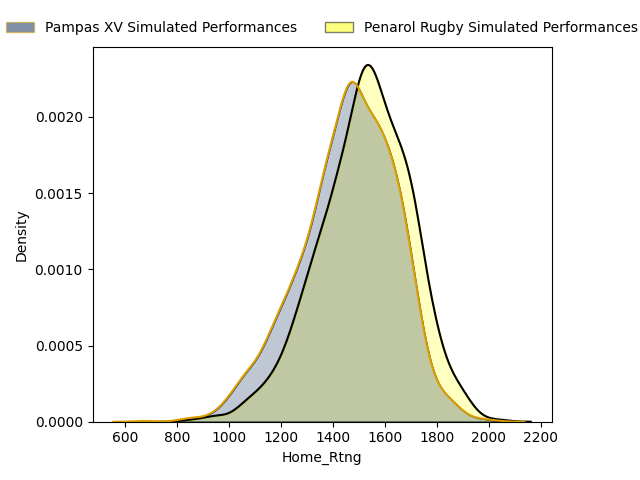 Pampas XV Simulated Performances Penarol Rugby Simulated Performances
0.0020
0.0015
0.0010
0.0005
0.0000
Density
600 800 1000 1200 1400 1600 1800 2000 2200
Home_Rtng